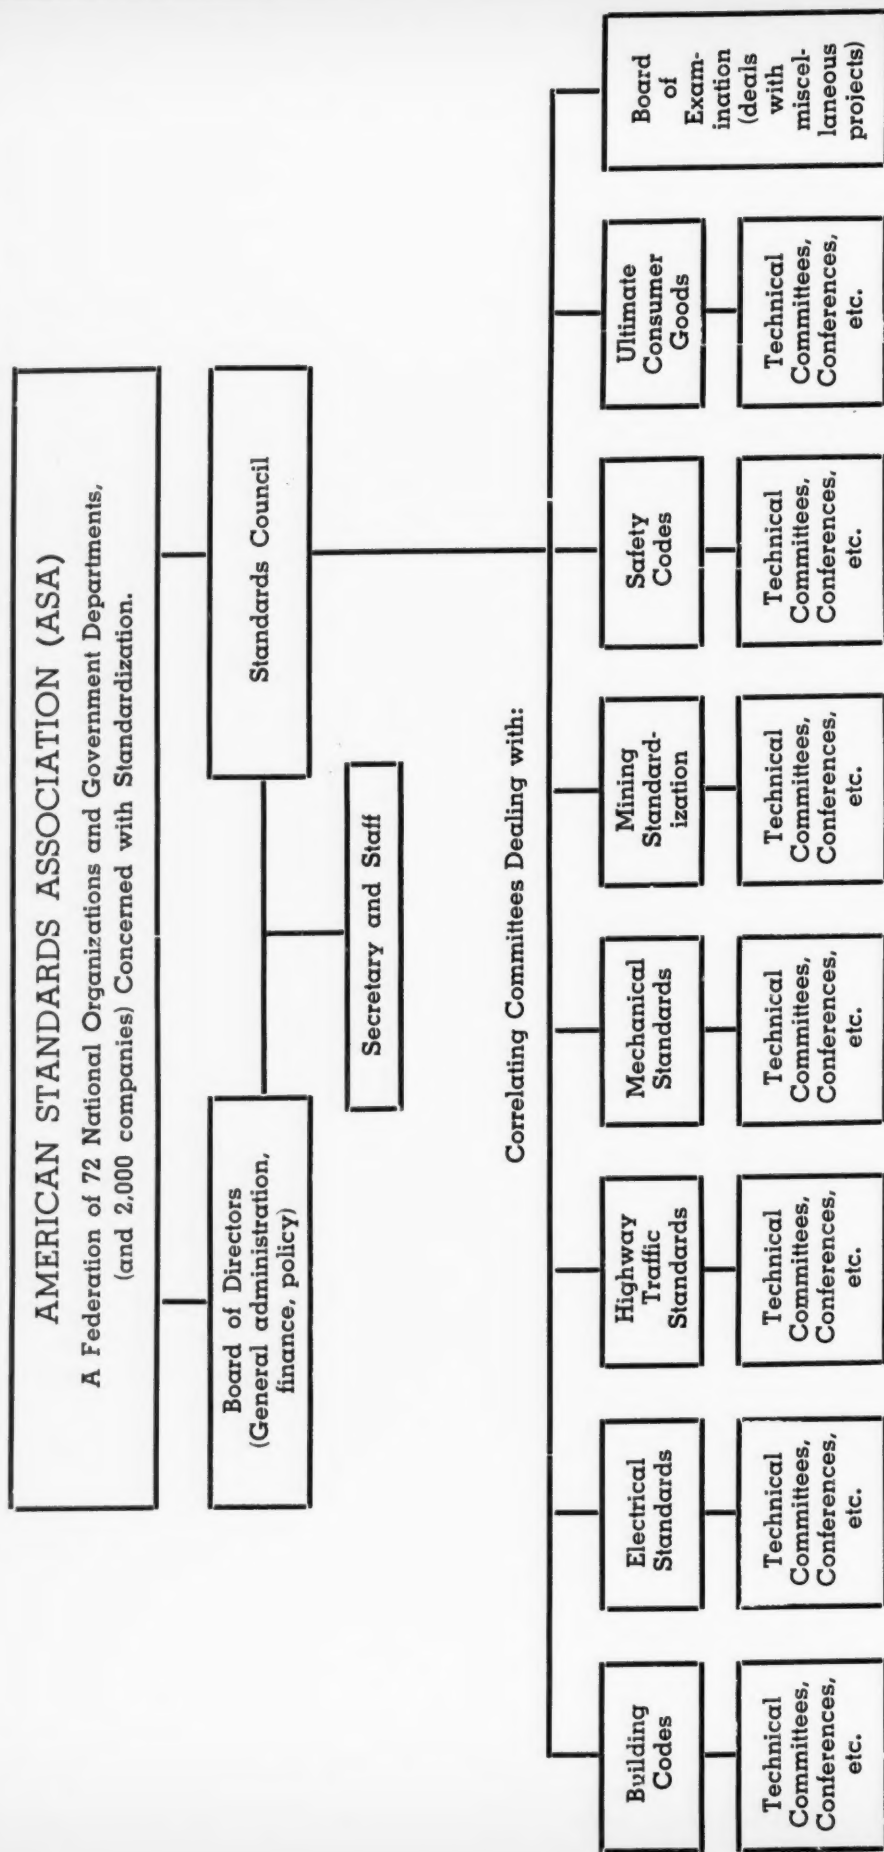 AMERICAN STANDARDS ASSOCIATION (ASA)
A Federation of 72 National Organizations and Government Departments,
(and 2,000 companies) Concerned with Standardization.
Board of Directors
(General administration,
finance, policy)
Standards Council
Secretary and Staff
Correlating Committees Dealing with:
Building
Codes
Electrical
Standards
Highway
Traffic
Standards
Mechanical
Standards
Mining
Standard-
ization
Safety
Codes
Ultimate
Consumer
Goods
Board
of
Exam-
ination
(deals
with
miscel-
laneous
projects)
Technical
Committees,
Conferences,
etc.
Technical
Committees,
Conferences,
etc.
Technical
Committees,
Conferences,
etc.
Technical
Committees,
Conferences,
etc.
Technical
Committees,
Conferences,
etc.
Technical
Committees,
Conferences,
etc.
Technical
Committees,
Conferences,
etc.